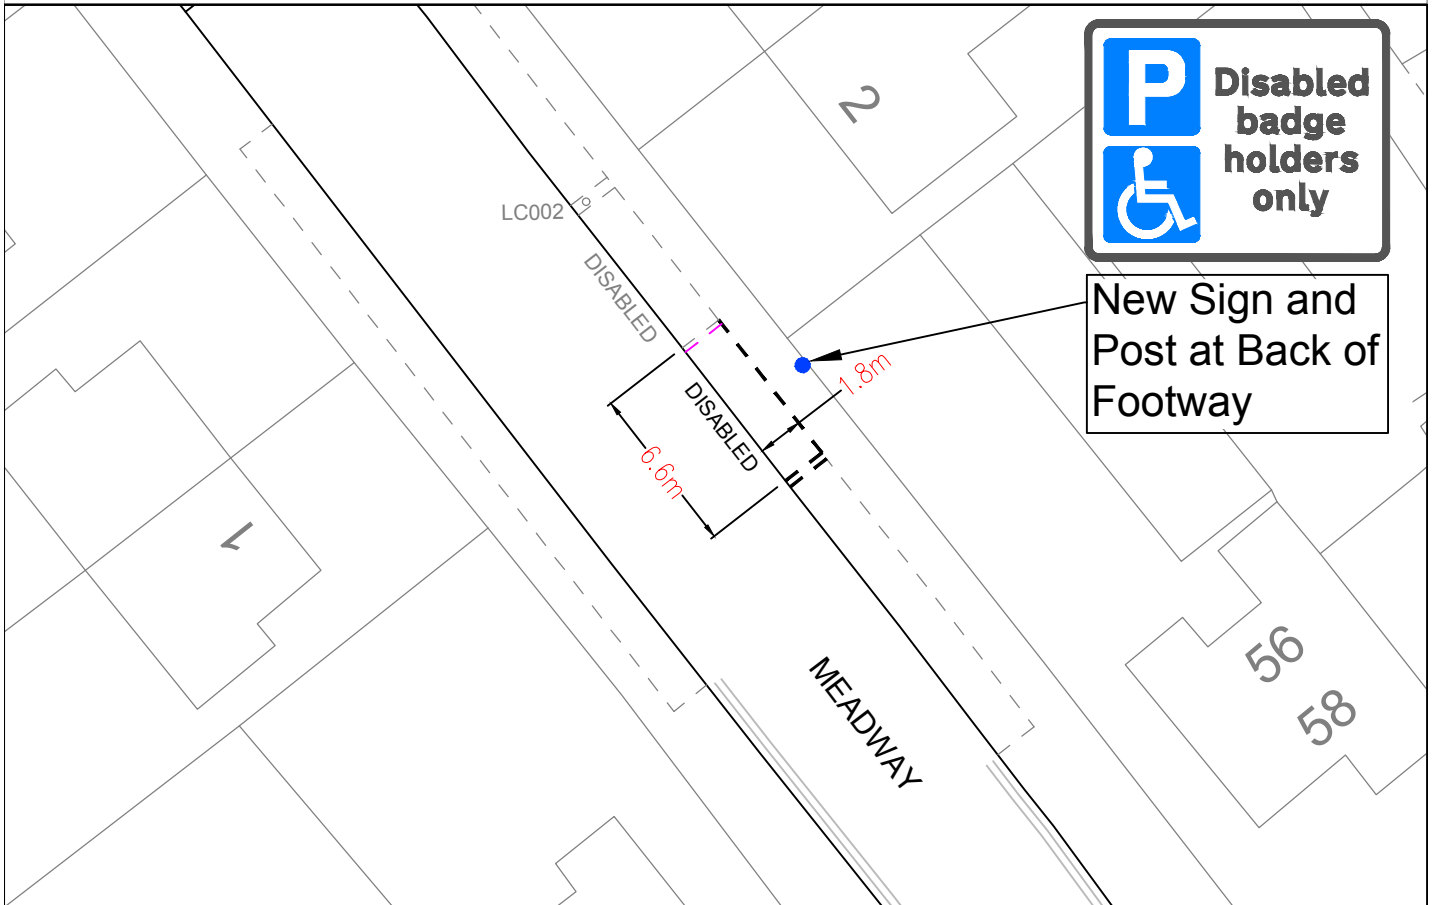 2
P
Disabled
badge
holders
only
LC002
DISABLED
New Sign and
Post at Back of
Footway
1.8m
DISABLED
6.6m
1
56
58
MEADWAY